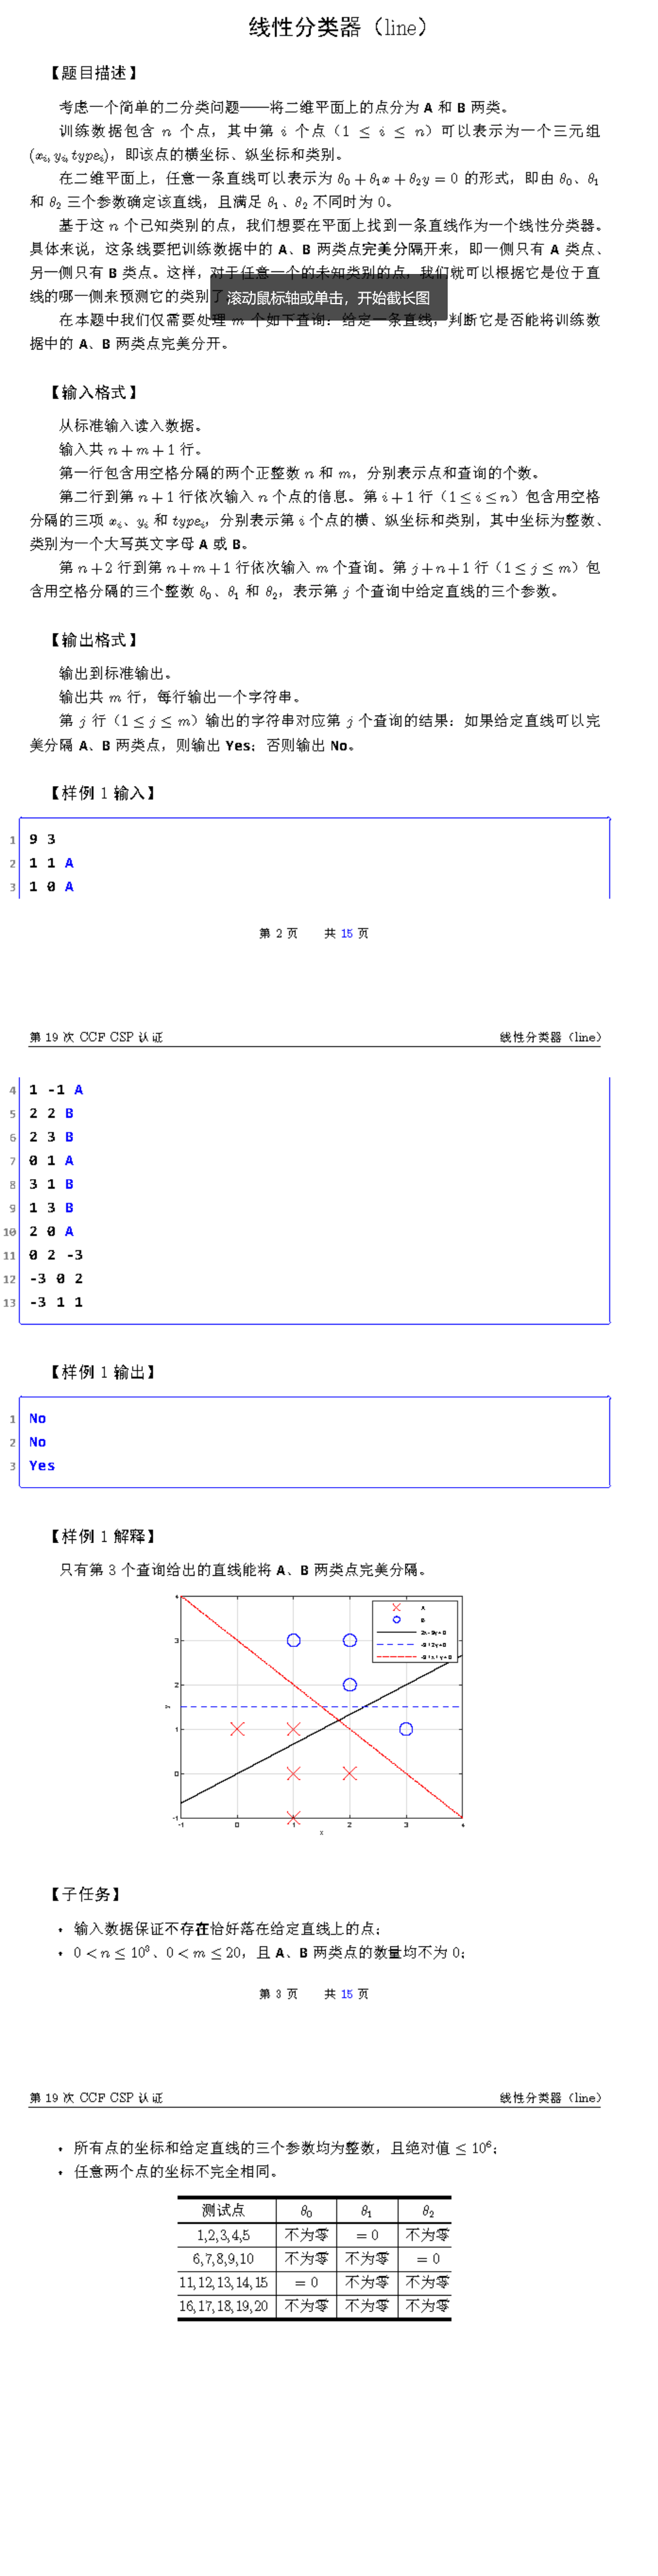 线性分类器（line）
【题目描述】
考虑一个简单的二分类问题——将二维平面上的点分为 A 和 B 两类。
训练数据包含 n 个点，其中第 i 个点（1 ≤ i ≤ n）可以表示为一个三元组
(xᵢ, yᵢ, typeᵢ)，即该点的横坐标、纵坐标和类别。
在二维平面上，任意一条直线可以表示为 θ₀ + θ₁x + θ₂y = 0 的形式，即由 θ₀、θ₁
和 θ₂ 三个参数确定该直线，且满足 θ₁、θ₂ 不同时为 0。
基于这 n 个已知类别的点，我们想要在平面上找到一条直线作为一个线性分类器。
具体来说，这条线要把训练数据中的 A、B 两类点完美分隔开来，即一侧只有 A 类点、
另一侧只有 B 类点。这样，对于任意一个的未知类别的点，我们就可以根据它是位于直
线的哪一侧来预测它的类别了
滚动鼠标轴或单击，开始截长图
在本题中我们仅需要处理 m 个如下查询：给定一条直线，判断它是否能将训练数
据中的 A、B 两类点完美分开。
【输入格式】
从标准输入读入数据。
输入共 n + m + 1 行。
第一行包含用空格分隔的两个正整数 n 和 m，分别表示点和查询的个数。
第二行到第 n + 1 行依次输入 n 个点的信息。第 i + 1 行（1 ≤ i ≤ n）包含用空格
分隔的三项 xᵢ、yᵢ 和 typeᵢ，分别表示第 i 个点的横、纵坐标和类别，其中坐标为整数、
类别为一个大写英文字母 A 或 B。
第 n + 2 行到第 n + m + 1 行依次输入 m 个查询。第 j + n + 1 行（1 ≤ j ≤ m）包
含用空格分隔的三个整数 θ₀、θ₁ 和 θ₂，表示第 j 个查询中给定直线的三个参数。
【输出格式】
输出到标准输出。
输出共 m 行，每行输出一个字符串。
第 j 行（1 ≤ j ≤ m）输出的字符串对应第 j 个查询的结果：如果给定直线可以完
美分隔 A、B 两类点，则输出 Yes；否则输出 No。
【样例 1 输入】
1 9 3
2 1 1 A
3 1 0 A
第 2 页 共 15 页
第 19 次 CCF CSP 认证 线性分类器（line）
4 1 -1 A
5 2 2 B
6 2 3 B
7 0 1 A
8 3 1 B
9 1 3 B
10 2 0 A
11 0 2 -3
12 -3 0 2
13 -3 1 1
【样例 1 输出】
1 No
2 No
3 Yes
【样例 1 解释】
只有第 3 个查询给出的直线能将 A、B 两类点完美分隔。
A
B
2x-3y=0
-3+2y=0
-3+x+y=0
4
3
2
1
0
-1
y
-1 0 1 2 3 4
x
【子任务】
• 输入数据保证不存在恰好落在给定直线上的点；
• 0 < n ≤ 10³、0 < m ≤ 20，且 A、B 两类点的数量均不为 0；
第 3 页 共 15 页
第 19 次 CCF CSP 认证 线性分类器（line）
• 所有点的坐标和给定直线的三个参数均为整数，且绝对值 ≤ 10⁶；
• 任意两个点的坐标不完全相同。
测试点 θ₀ θ₁ θ₂
1,2,3,4,5 不为零 = 0 不为零
6,7,8,9,10 不为零 不为零 = 0
11,12,13,14,15 = 0 不为零 不为零
16,17,18,19,20 不为零 不为零 不为零